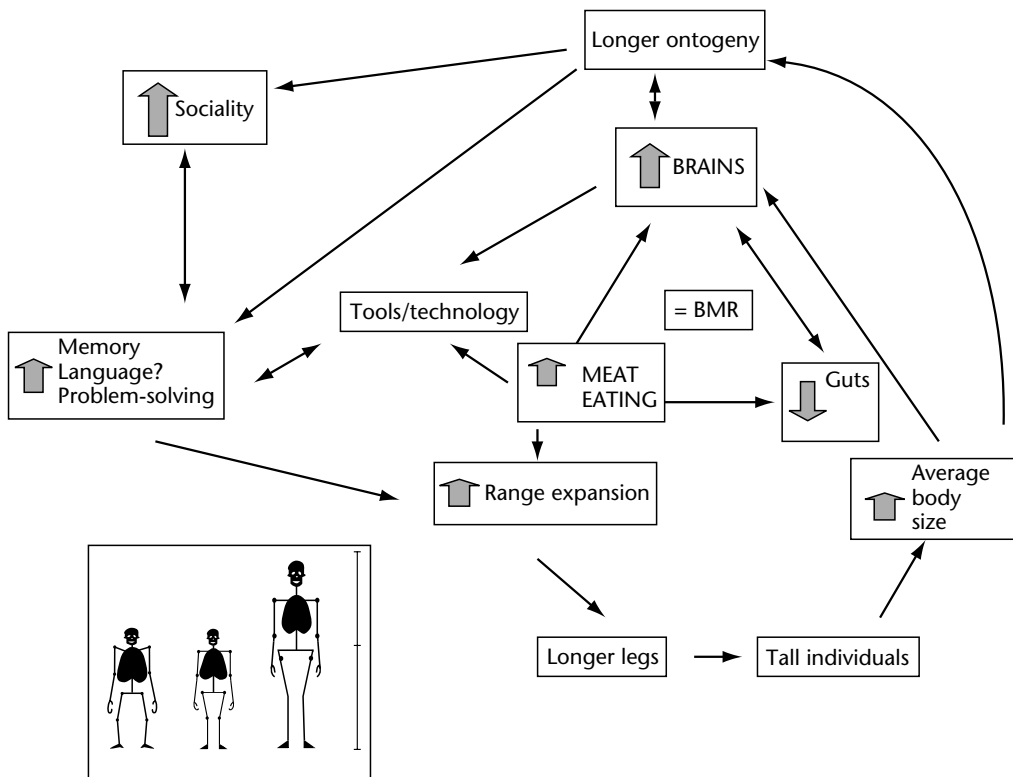 Longer ontogeny
Sociality
BRAINS
Tools/technology
= BMR
Memory
Language?
Problem-solving
MEAT
EATING
Guts
Range expansion
Average
body
size
Longer legs
Tall individuals